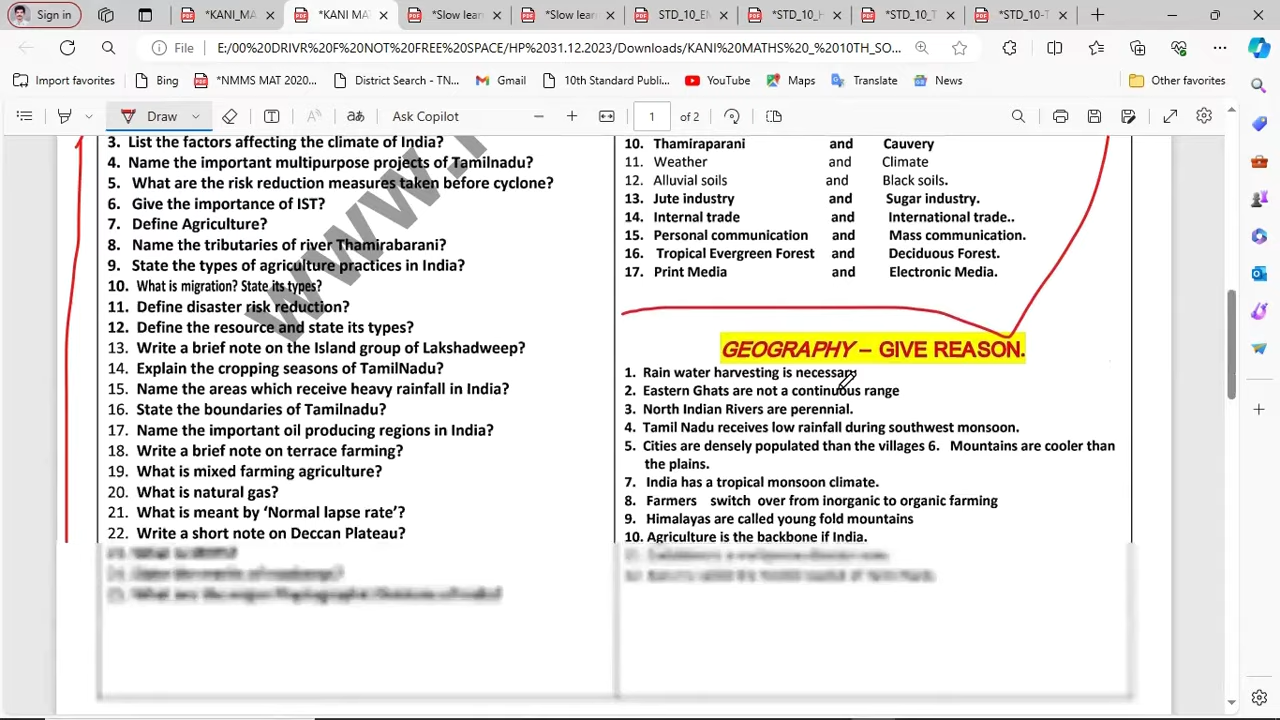 Sign in
*KANI_MA
*KANI MA
*Slow lear
*Slow lear
STD_10_EN
*STD_10_H
*STD_10_T
*STD_10-T
File
E:/00%20DRIVR%20F%20NOT%20FREE%20SPACE/HP%2031.12.2023/Downloads/KANI%20MATHS%20_%2010TH_SO...
Import favorites
Bing
*NMMS MAT 2020...
District Search - TN...
Gmail
10th Standard Publi...
YouTube
Maps
Translate
News
Other favorites
Draw
Ask Copilot
1 of 2
3. List the factors affecting the climate of India?
4. Name the important multipurpose projects of Tamilnadu?
5. What are the risk reduction measures taken before cyclone?
6. Give the importance of IST?
7. Define Agriculture?
8. Name the tributaries of river Thamirabarani?
9. State the types of agriculture practices in India?
10. What is migration? State its types?
11. Define disaster risk reduction?
12. Define the resource and state its types?
13. Write a brief note on the Island group of Lakshadweep?
14. Explain the cropping seasons of TamilNadu?
15. Name the areas which receive heavy rainfall in India?
16. State the boundaries of Tamilnadu?
17. Name the important oil producing regions in India?
18. Write a brief note on terrace farming?
19. What is mixed farming agriculture?
20. What is natural gas?
21. What is meant by ‘Normal lapse rate’?
22. Write a short note on Deccan Plateau?
www.
10. Thamiraparani and Cauvery
11. Weather and Climate
12. Alluvial soils and Black soils.
13. Jute industry and Sugar industry.
14. Internal trade and International trade..
15. Personal communication and Mass communication.
16. Tropical Evergreen Forest and Deciduous Forest.
17. Print Media and Electronic Media.
GEOGRAPHY – GIVE REASON.
1. Rain water harvesting is necessary
2. Eastern Ghats are not a continuous range
3. North Indian Rivers are perennial.
4. Tamil Nadu receives low rainfall during southwest monsoon.
5. Cities are densely populated than the villages 6. Mountains are cooler than
the plains.
7. India has a tropical monsoon climate.
8. Farmers switch over from inorganic to organic farming
9. Himalayas are called young fold mountains
10. Agriculture is the backbone if India.